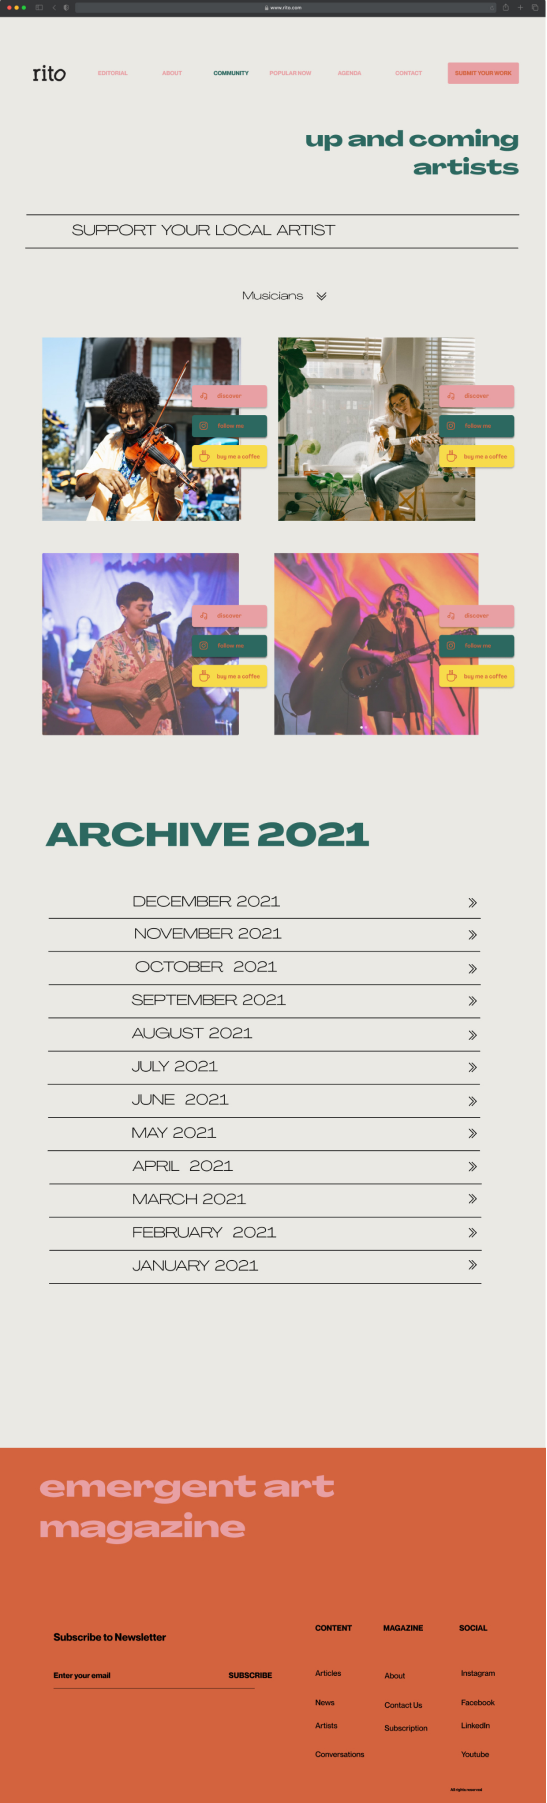 www.rito.com
rito
EDITORIAL ABOUT COMMUNITY POPULAR NOW AGENDA CONTACT SUBMIT YOUR WORK
up and coming
artists
SUPPORT YOUR LOCAL ARTIST
Musicians
discover
follow me
buy me a coffee
discover
follow me
buy me a coffee
discover
follow me
buy me a coffee
discover
follow me
buy me a coffee
ARCHIVE 2021
DECEMBER 2021
NOVEMBER 2021
OCTOBER 2021
SEPTEMBER 2021
AUGUST 2021
JULY 2021
JUNE 2021
MAY 2021
APRIL 2021
MARCH 2021
FEBRUARY 2021
JANUARY 2021
emergent art
magazine
Subscribe to Newsletter
Enter your email SUBSCRIBE
CONTENT
Articles
News
Artists
Conversations
MAGAZINE
About
Contact Us
Subscription
SOCIAL
Instagram
Facebook
LinkedIn
Youtube
All rights reserved